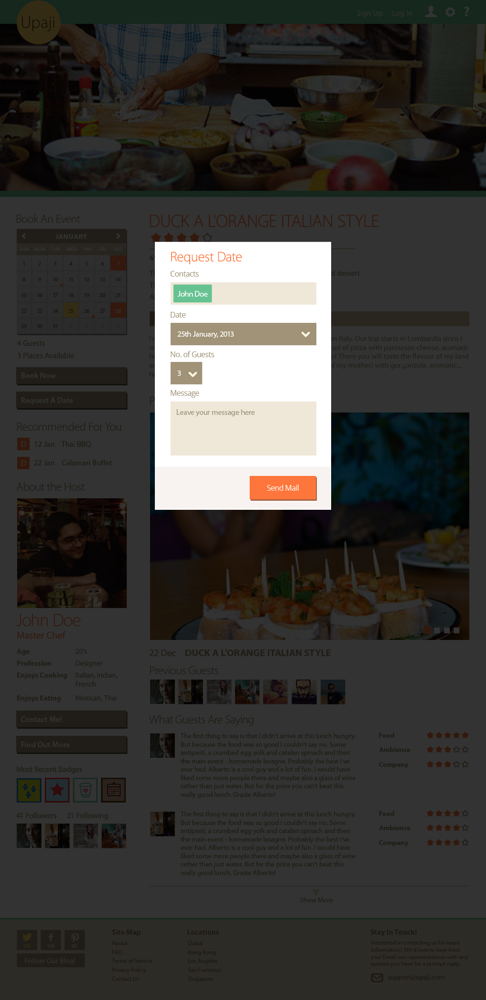 Upaji
Sign Up Log In ?
Book An Event
JANUARY
SUN MON TUE WED THU FRI SAT
1 2 3 4 5 6 7
8 9 10 11 12 13 14
15 16 17 18 19 20 21
22 23 24 25 26 27 28
29 30 31 1 2 3 4
4 Guests
3 Places Available
Book Now
Request A Date
Recommended For You
D 12 Jan Thai BBQ
D 22 Jan Calamari Buffet
About the Host
John Doe
Master Chef
Age 20's
Profession Designer
Enjoys Cooking Italian, Indian,
French
Enjoys Eating Mexican, Thai
Contact Me!
Find Out More
Most Recent Badges
41 Followers 21 Following
DUCK A L'ORANGE ITALIAN STYLE
d dessert
m Italy. Our trip starts in Lombardia since I
ead of pizza with parmesan cheese, aromatic
o! There you will taste the flavour of my land
of my mother) with gorgonzola, aromatic...
Request Date
Contacts
John Doe
Date
25th January, 2013
No. of Guests
3
Message
Leave your message here
Send Mail
22 Dec DUCK A L'ORANGE ITALIAN STYLE
Previous Guests
What Guests Are Saying
The first thing to say is that I didn't arrive at this lunch hungry.
But because the food was so good I couldn't say no. Some
antipasti, a crumbed egg yolk and catalan spinach and then
the main event - homemade lasagne. Probably the best i've
ever had. Alberto is a cool guy and a lot of fun. I would have
liked some more people there and maybe also a glass of wine
rather than just water. But for the price you can't beat this
really good lunch. Grazie Alberto!
Food
Ambience
Company
The first thing to say is that I didn't arrive at this lunch hungry.
But because the food was so good I couldn't say no. Some
antipasti, a crumbed egg yolk and catalan spinach and then
the main event - homemade lasagne. Probably the best i've
ever had. Alberto is a cool guy and a lot of fun. I would have
liked some more people there and maybe also a glass of wine
rather than just water. But for the price you can't beat this
really good lunch. Grazie Alberto!
Food
Ambience
Company
Show More
102 156 90
Follow Our Blog!
Site Map
About
FAQ
Terms of Service
Privacy Policy
Contact Us
Locations
Dubai
Hong Kong
Los Angeles
San Francisco
Singapore
Stay In Touch!
Interested in contacting us for more
information? We'd love to hear from
you! Email our representatives with any
queries you have for a prompt reply.
support@upaji.com